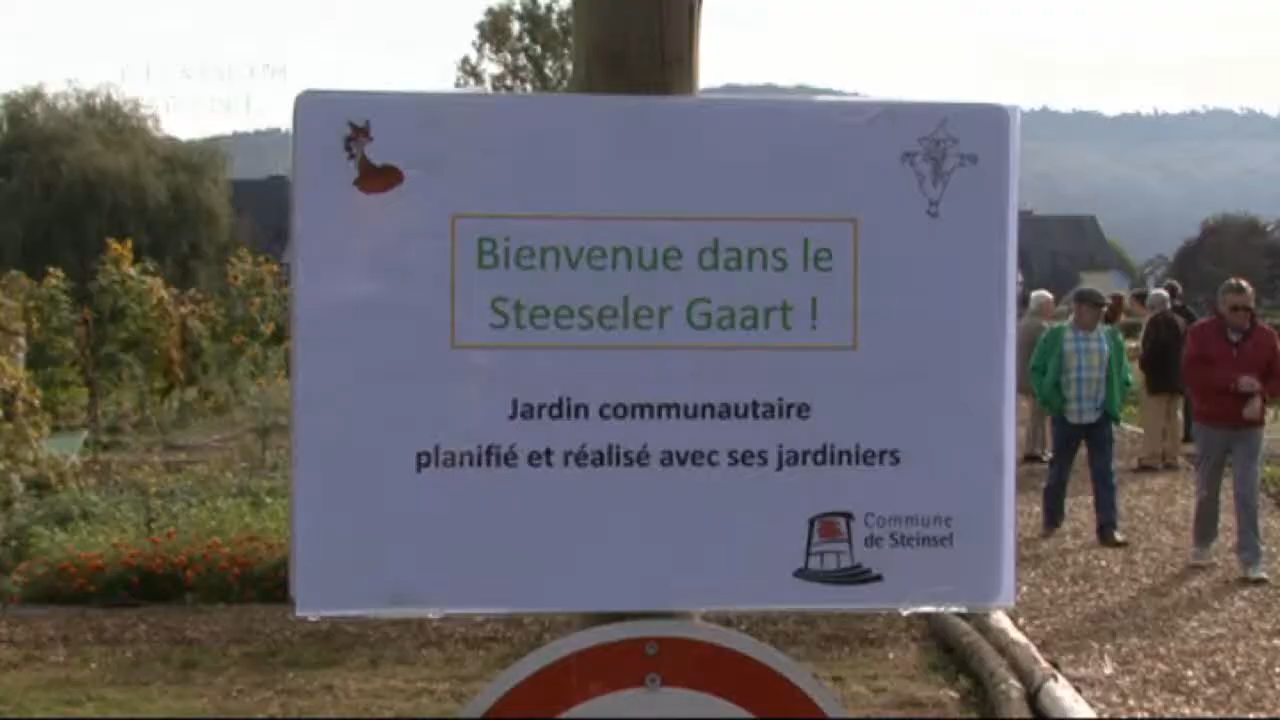 Bienvenue dans le
Steeseler Gaart !
Jardin communautaire
planifié et réalisé avec ses jardiniers
Commune
de Steinsel